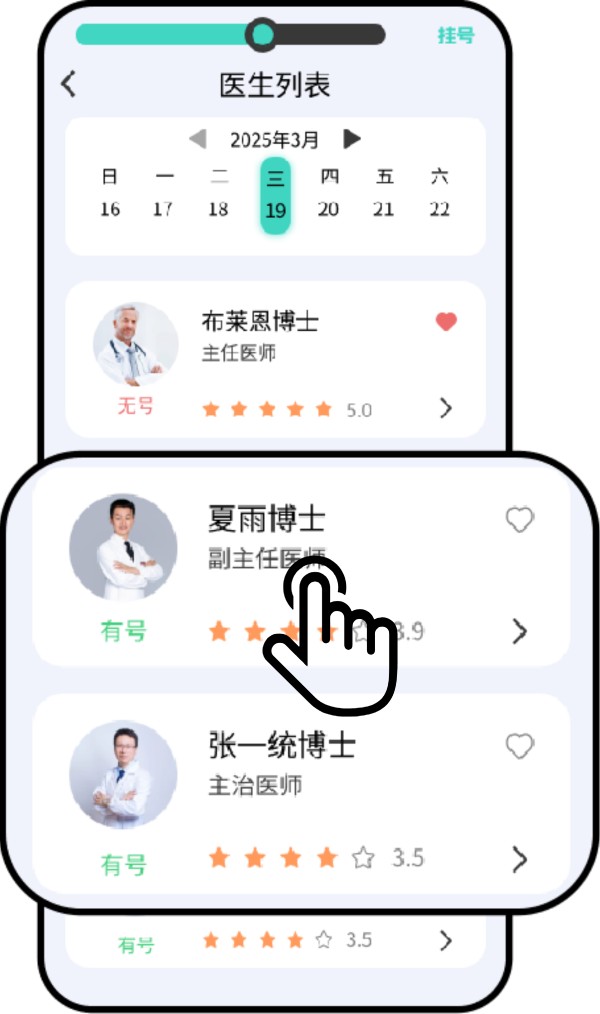 挂号
医生列表
2025年3月
日 一 二 三 四 五 六
16 17 18 19 20 21 22
布莱恩博士
主任医师
无号
5.0
夏雨博士
副主任医师
有号
3.9
张一统博士
主治医师
有号
3.5
有号
3.5